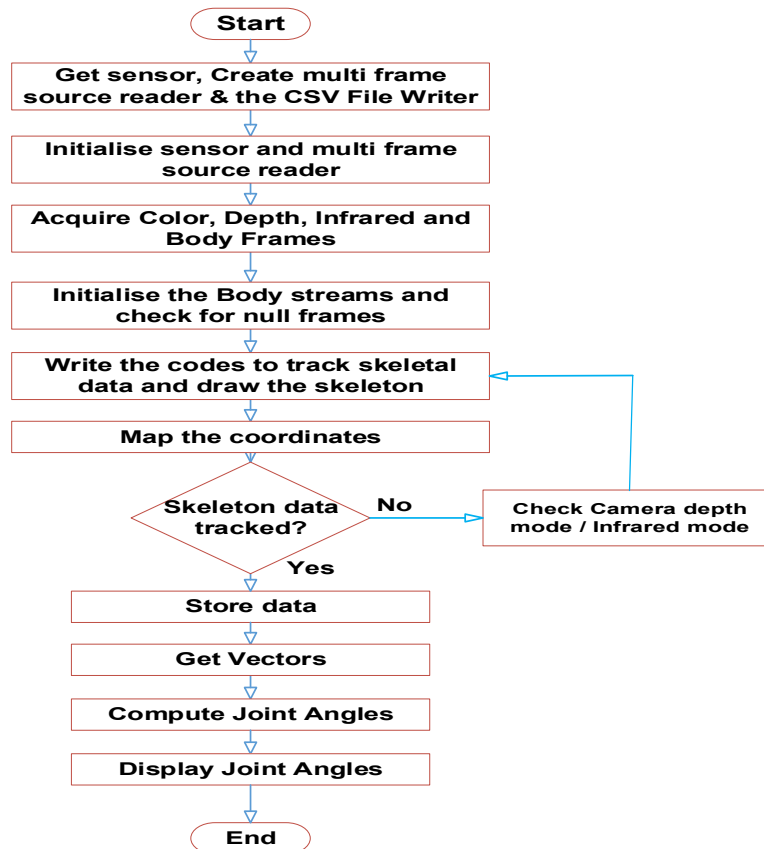 Start
Get sensor, Create multi frame
source reader & the CSV File Writer
Initialise sensor and multi frame
source reader
Acquire Color, Depth, Infrared and
Body Frames
Initialise the Body streams and
check for null frames
Write the codes to track skeletal
data and draw the skeleton
Map the coordinates
Skeleton data
tracked?
No
Check Camera depth
mode / Infrared mode
Yes
Store data
Get Vectors
Compute Joint Angles
Display Joint Angles
End